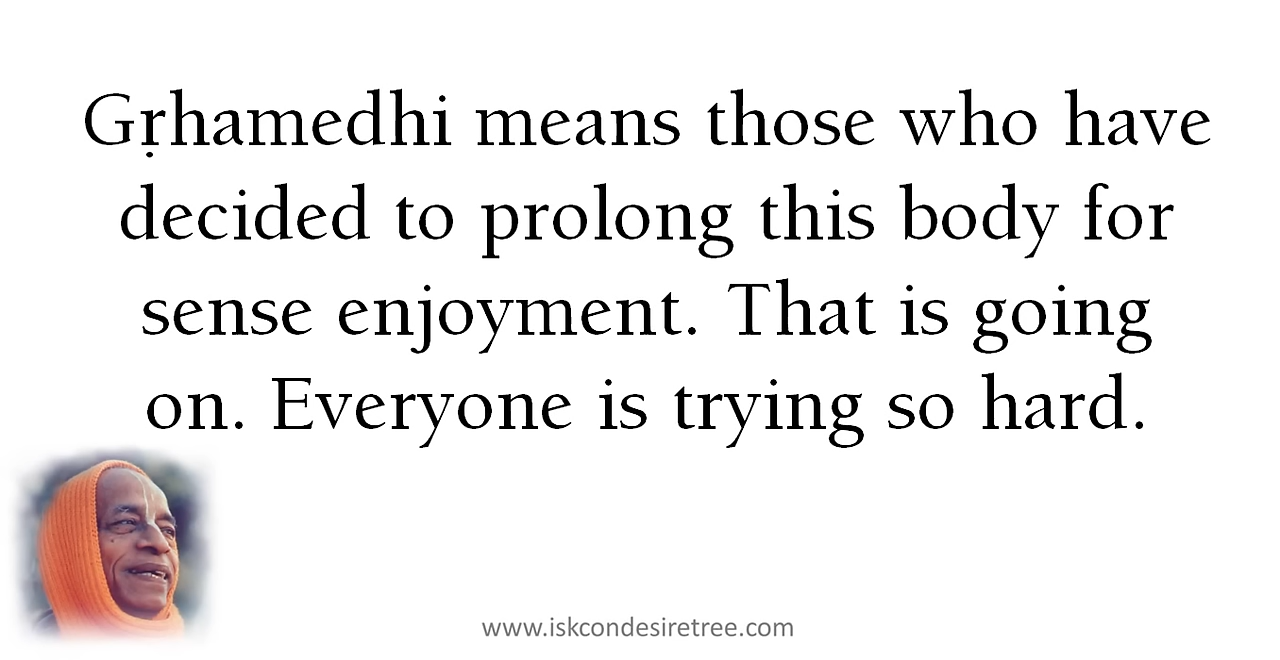 Gṛhamedhi means those who have
decided to prolong this body for
sense enjoyment. That is going
on. Everyone is trying so hard.
www.iskcondesiretree.com